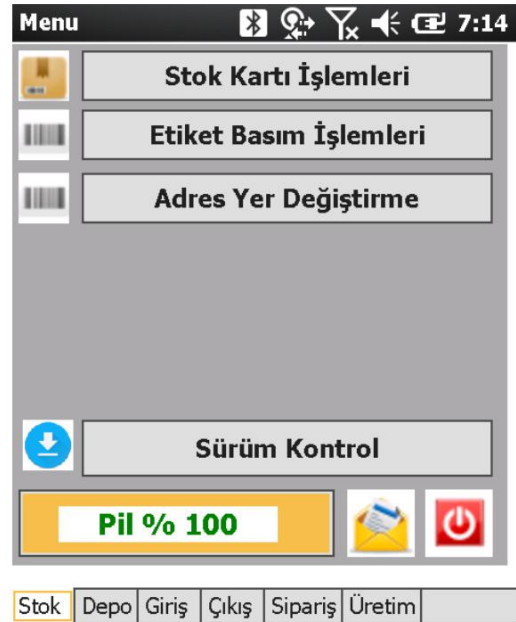 Menu 7:14
Stok Kartı İşlemleri
Etiket Basım İşlemleri
Adres Yer Değiştirme
Sürüm Kontrol
Pil % 100
Stok Depo Giriş Çıkış Sipariş Üretim